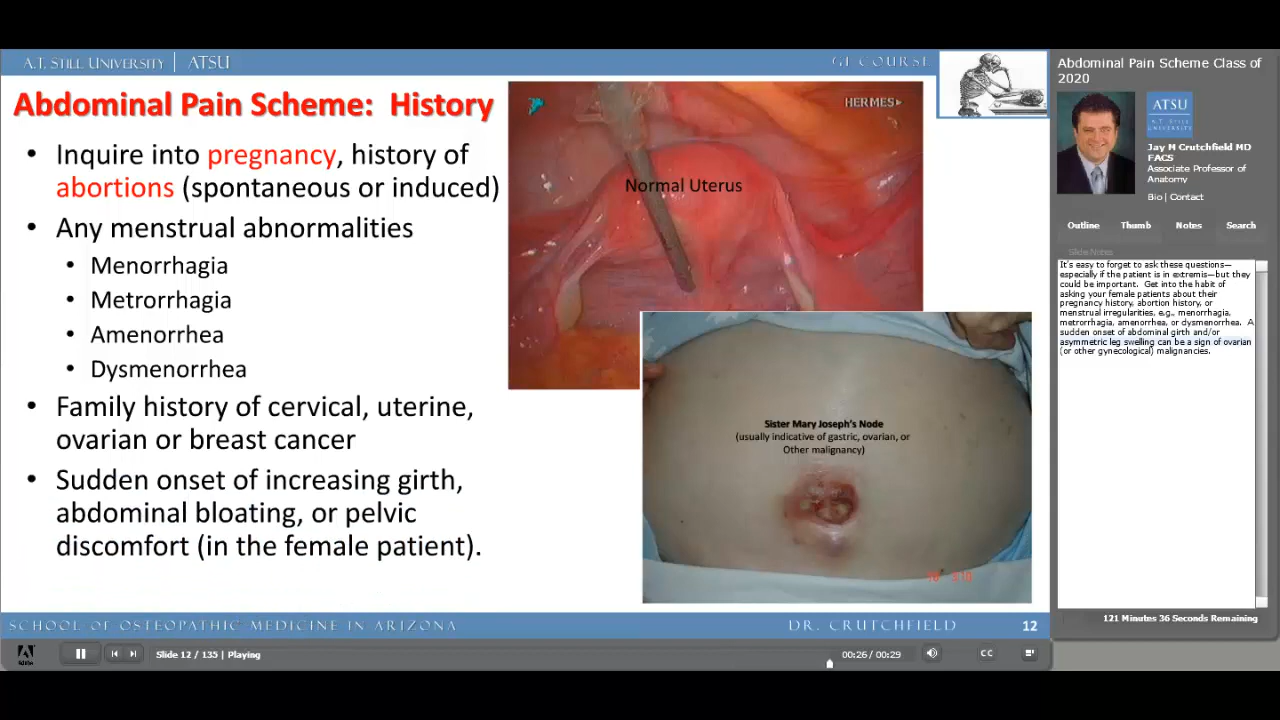 A.T. STILL UNIVERSITY | ATSU
GI COURSE
Abdominal Pain Scheme: History
• Inquire into pregnancy, history of
abortions (spontaneous or induced)
• Any menstrual abnormalities
• Menorrhagia
• Metrorrhagia
• Amenorrhea
• Dysmenorrhea
• Family history of cervical, uterine,
ovarian or breast cancer
• Sudden onset of increasing girth,
abdominal bloating, or pelvic
discomfort (in the female patient).
HERMES
Normal Uterus
Sister Mary Joseph's Node
(usually indicative of gastric, ovarian, or
Other malignancy)
SCHOOL OF OSTEOPATHIC MEDICINE IN ARIZONA
DR. CRUTCHFIELD
12
Slide 12 / 135 | Playing
00:26 / 00:29
CC
Abdominal Pain Scheme Class of
2020
ATSU
A.T. STILL
UNIVERSITY
Jay M Crutchfield MD
FACS
Associate Professor of
Anatomy
Bio | Contact
Outline Thumb Notes Search
Slide Notes
It's easy to forget to ask these questions—
especially if the patient is in extremis—but they
could be important. Get into the habit of
asking your female patients about their
pregnancy history, abortion history, or
menstrual irregularities, e.g., menorrhagia,
metrorrhagia, amenorrhea, or dysmenorrhea. A
sudden onset of abdominal girth and/or
asymmetric leg swelling can be a sign of ovarian
(or other gynecological) malignancies.
121 Minutes 36 Seconds Remaining